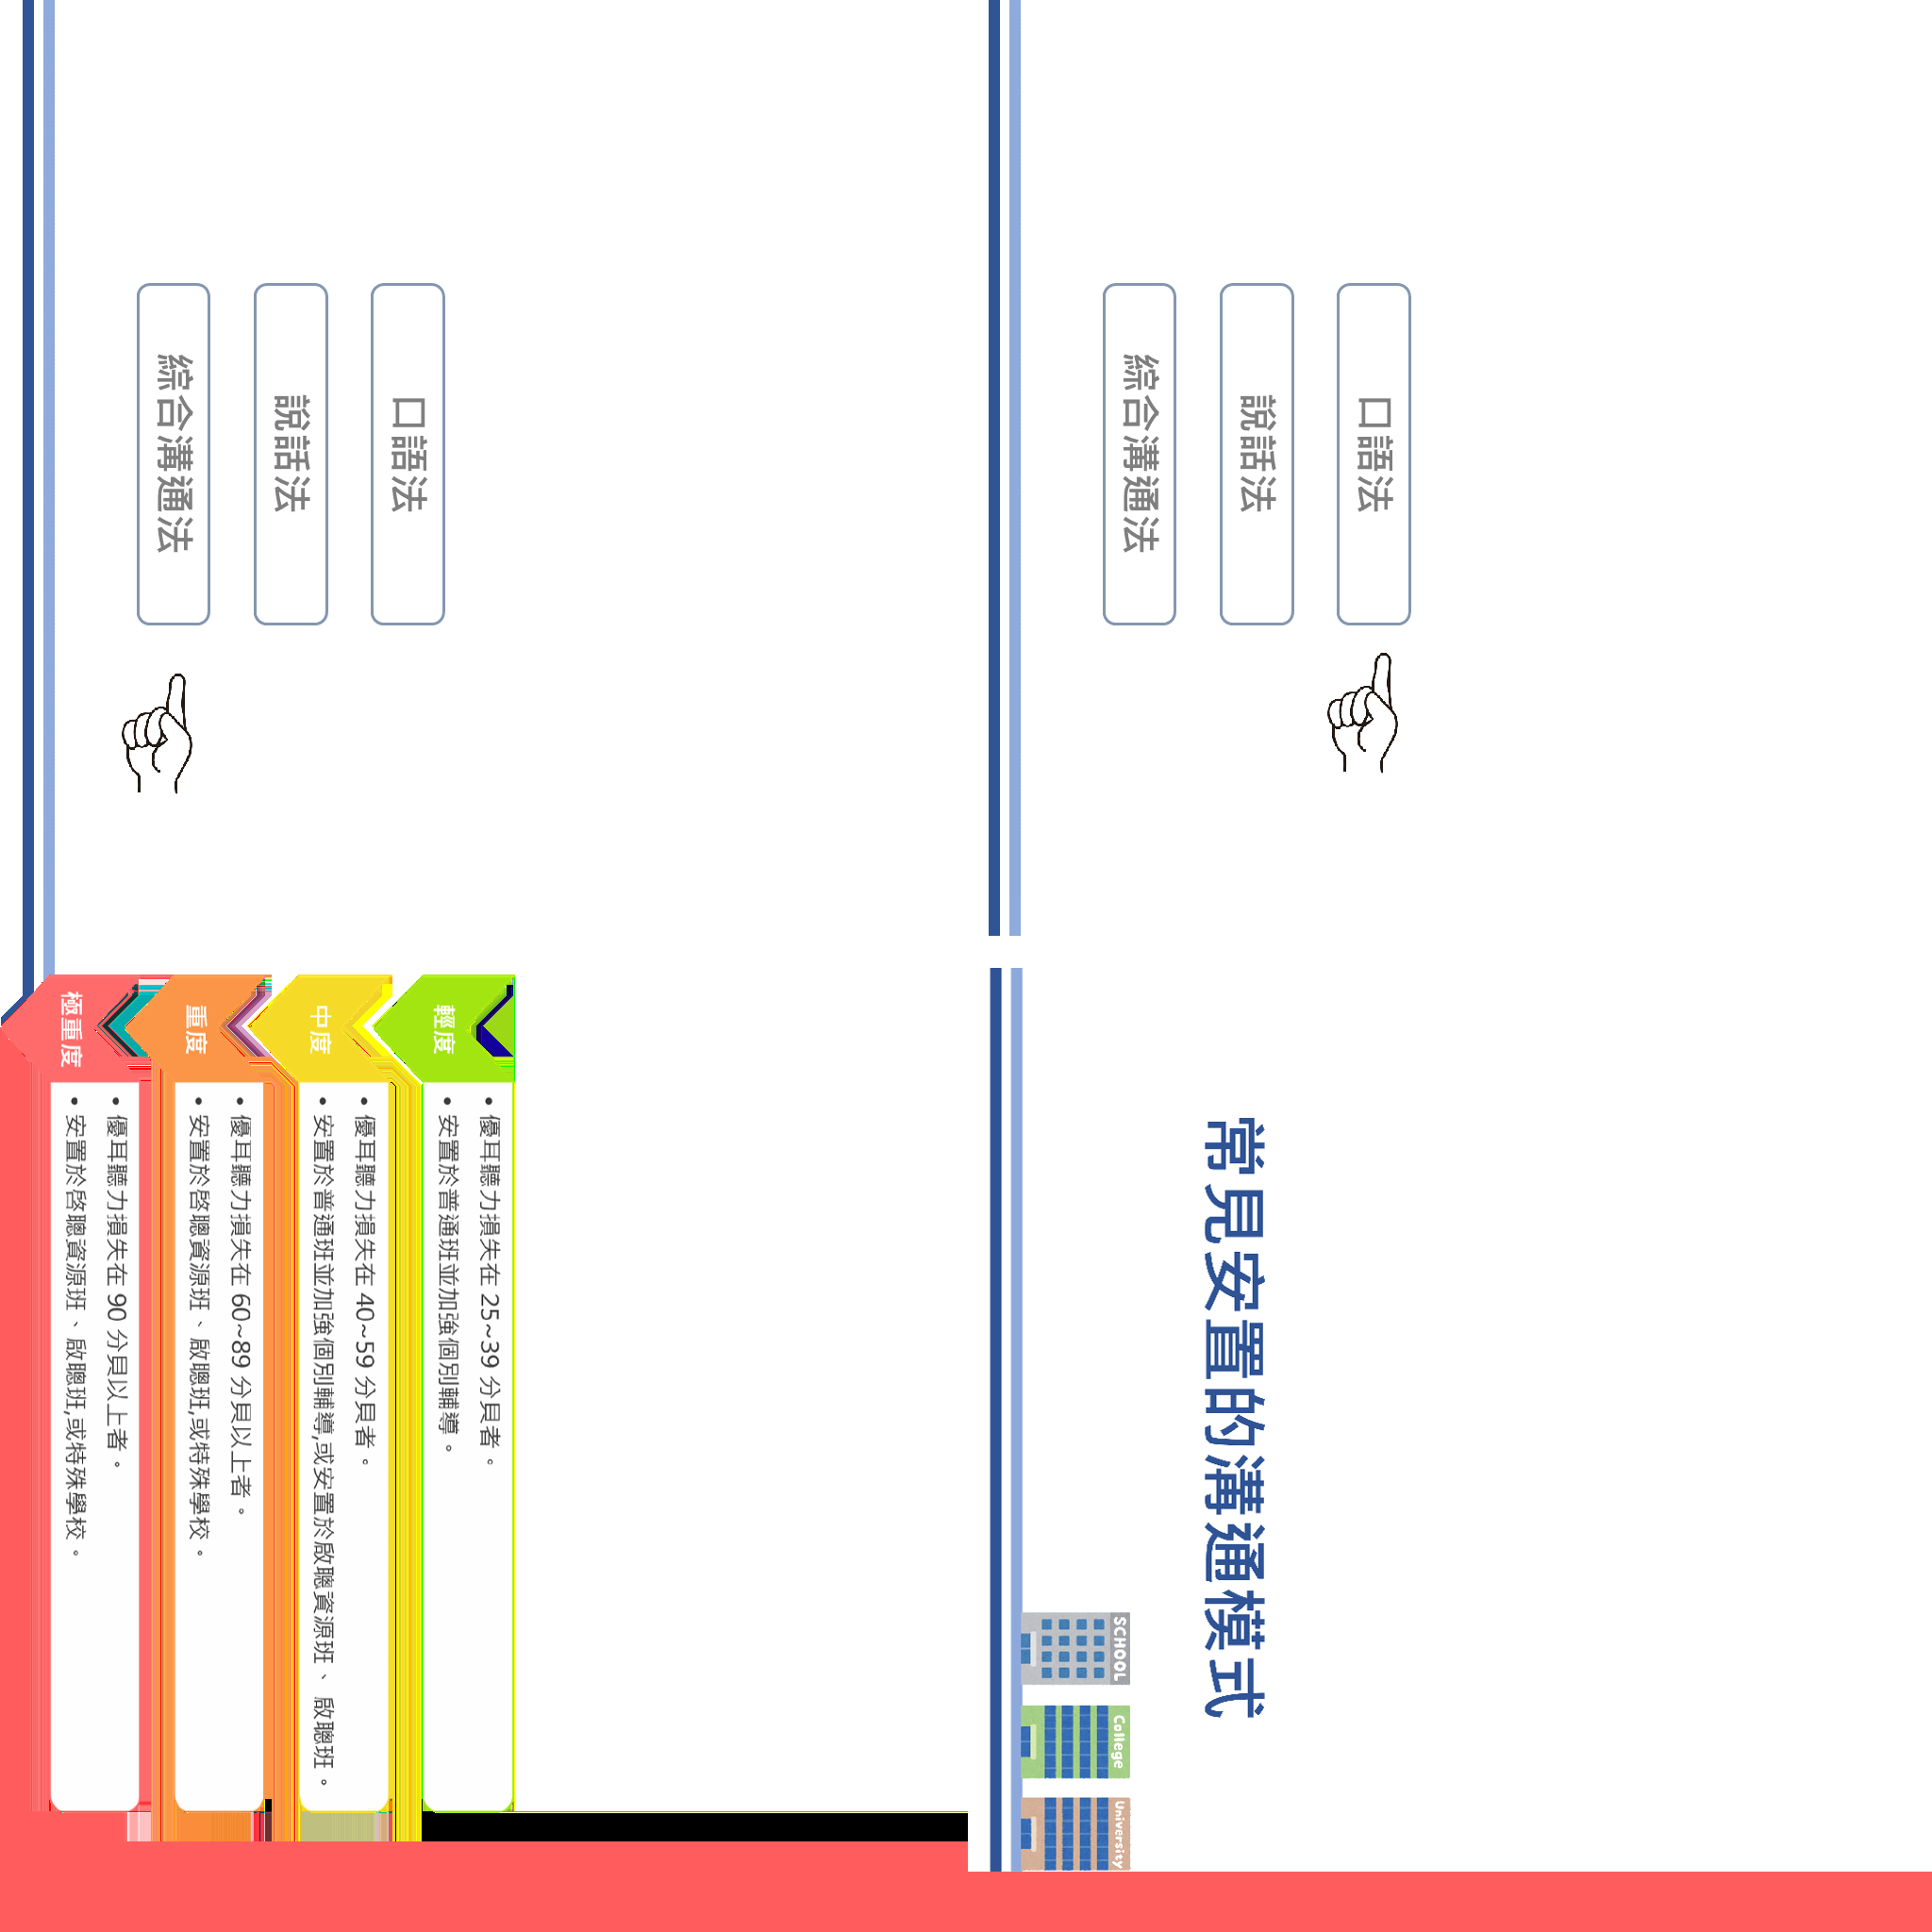 口語法
說話法
綜合溝通法
口語法
說話法
綜合溝通法
輕度
• 優耳聽力損失在 25~39 分貝者。
• 安置於普通班並加強個別輔導。
中度
• 優耳聽力損失在 40~59 分貝者。
• 安置於普通班並加強個別輔導,或安置於啟聰資源班、啟聰班。
重度
• 優耳聽力損失在 60~89 分貝以上者。
• 安置於啓聰資源班、啟聰班,或特殊學校。
極重度
• 優耳聽力損失在 90 分貝以上者。
• 安置於啓聰資源班、啟聰班,或特殊學校。
常見安置的溝通模式
SCHOOL
College
University